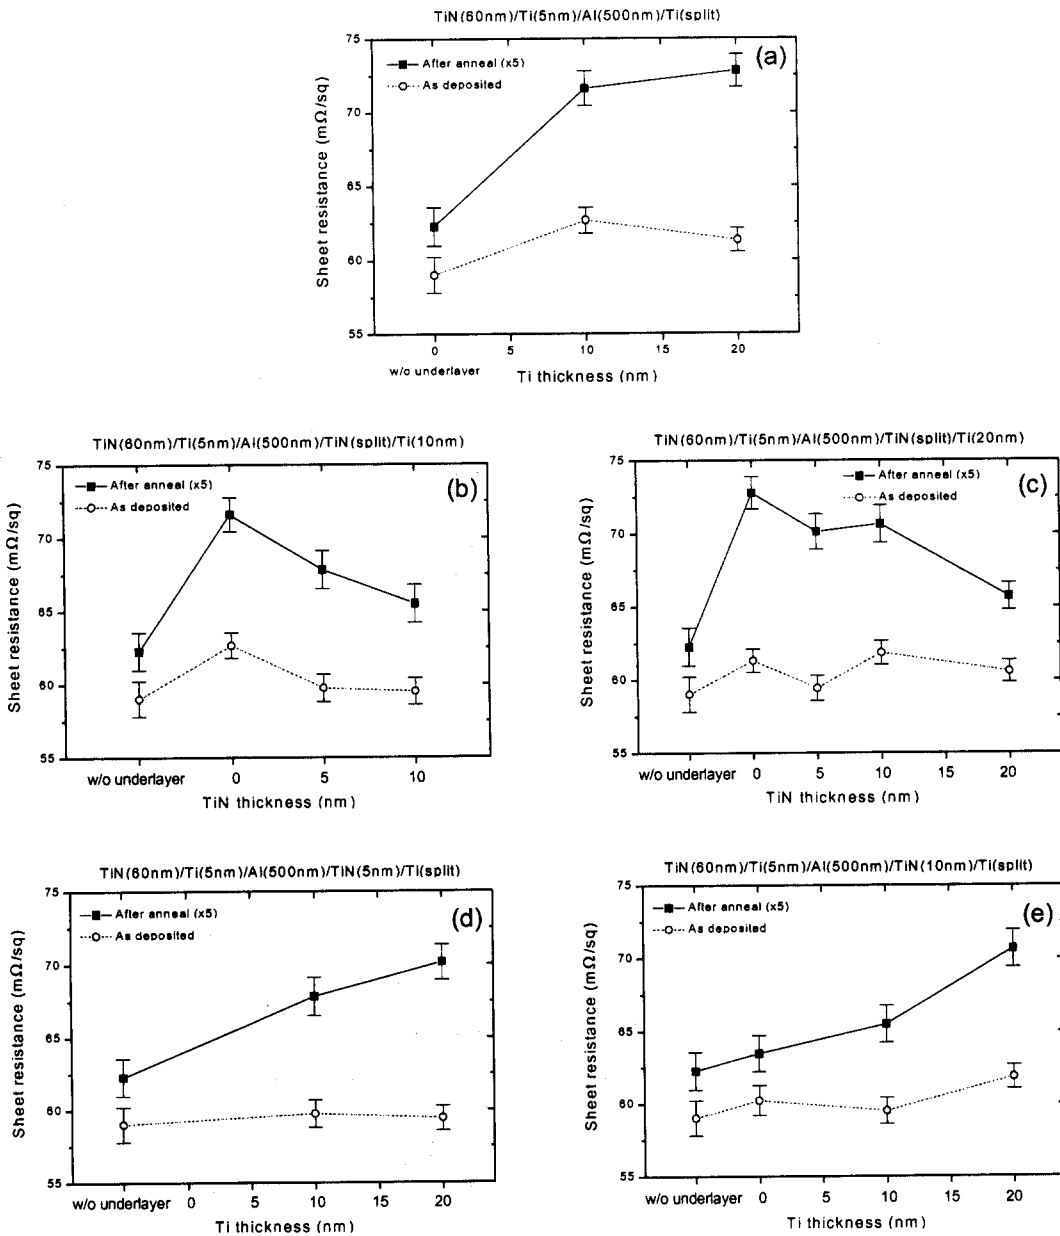 TiN(60nm)/Ti(5nm)/Al(500nm)/Ti(split)
(a)
After anneal (x5)
As deposited
Sheet resistance (mΩ/sq)
75
70
65
60
55
0 5 10 15 20
w/o underlayer
Ti thickness (nm)
TiN(60nm)/Ti(5nm)/Al(500nm)/TiN(split)/Ti(10nm)
(b)
After anneal (x5)
As deposited
Sheet resistance (mΩ/sq)
75
70
65
60
55
w/o underlayer 0 5 10
TiN thickness (nm)
TiN(60nm)/Ti(5nm)/Al(500nm)/TiN(split)/Ti(20nm)
(c)
After anneal (x5)
As deposited
Sheet resistance (mΩ/sq)
75
70
65
60
55
w/o underlayer 0 5 10 15 20
TiN thickness (nm)
TiN(60nm)/Ti(5nm)/Al(500nm)/TiN(5nm)/Ti(split)
(d)
After anneal (x5)
As deposited
Sheet resistance (mΩ/sq)
75
70
65
60
55
w/o underlayer 0 5 10 15 20
Ti thickness (nm)
TiN(60nm)/Ti(5nm)/Al(500nm)/TiN(10nm)/Ti(split)
(e)
After anneal (x5)
As deposited
Sheet resistance (mΩ/sq)
75
70
65
60
55
w/o underlayer 0 5 10 15 20
Ti thickness (nm)